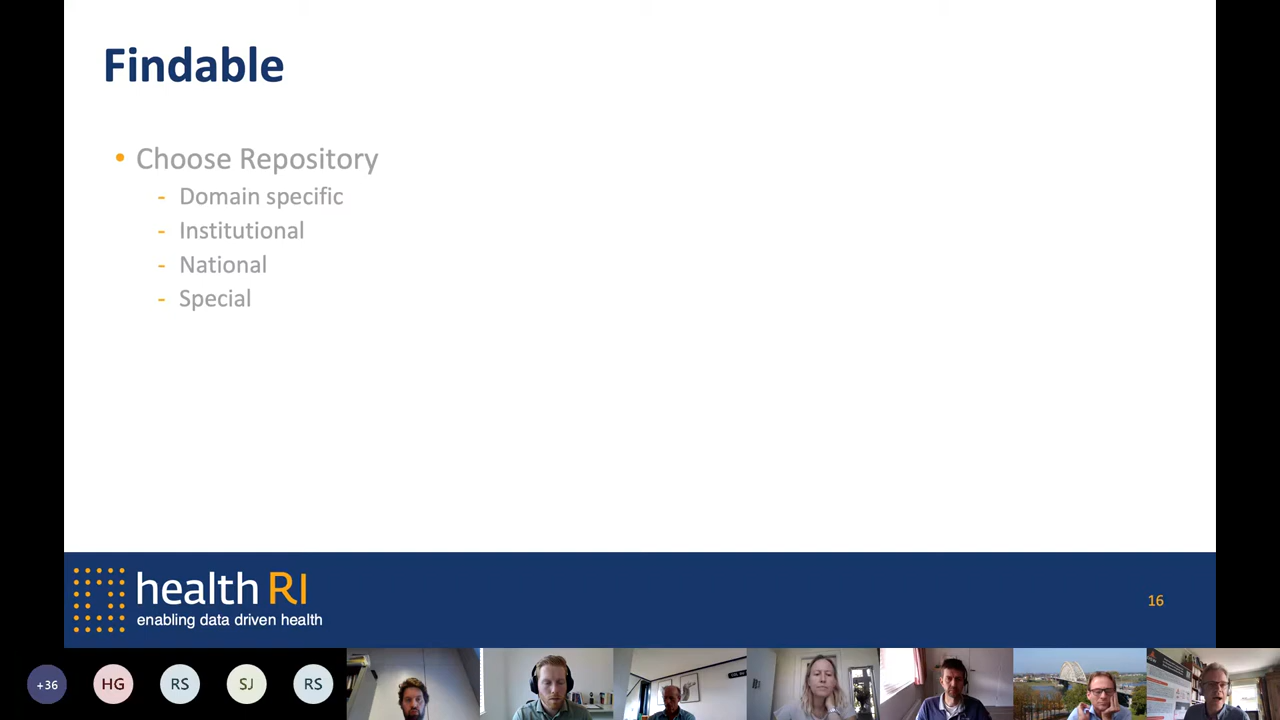 Findable
• Choose Repository
- Domain specific
- Institutional
- National
- Special
health RI
enabling data driven health
16
+36
HG
RS
SJ
RS